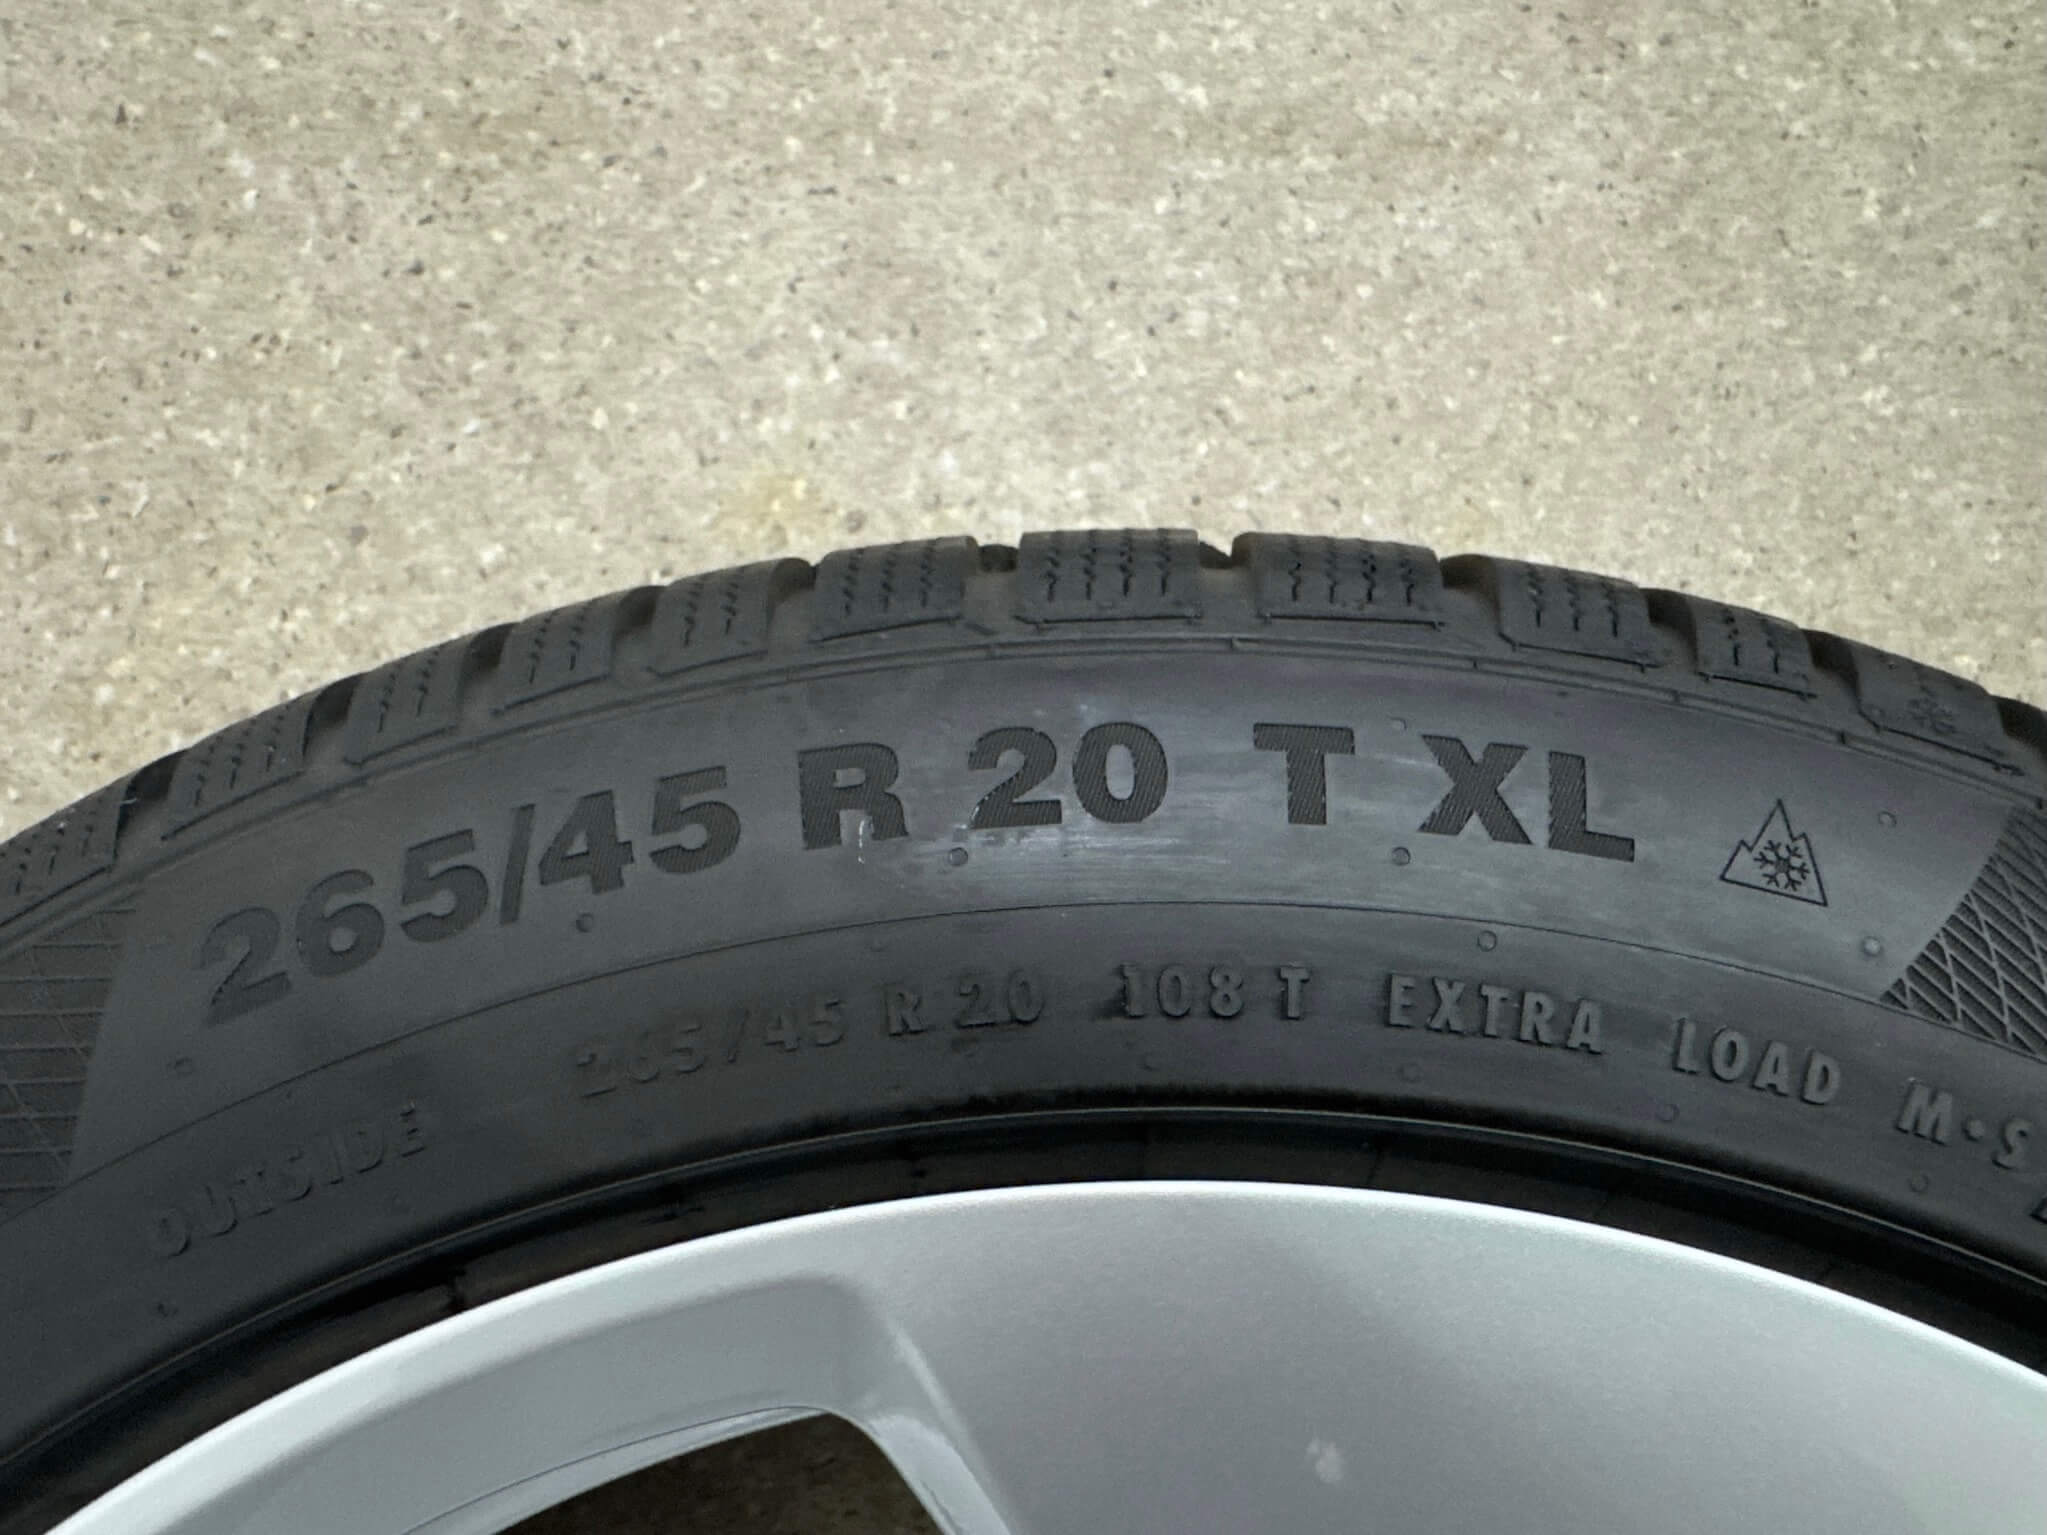 265/45 R 20 T XL
OUTSIDE 265/45 R 20 108 T EXTRA LOAD M·S